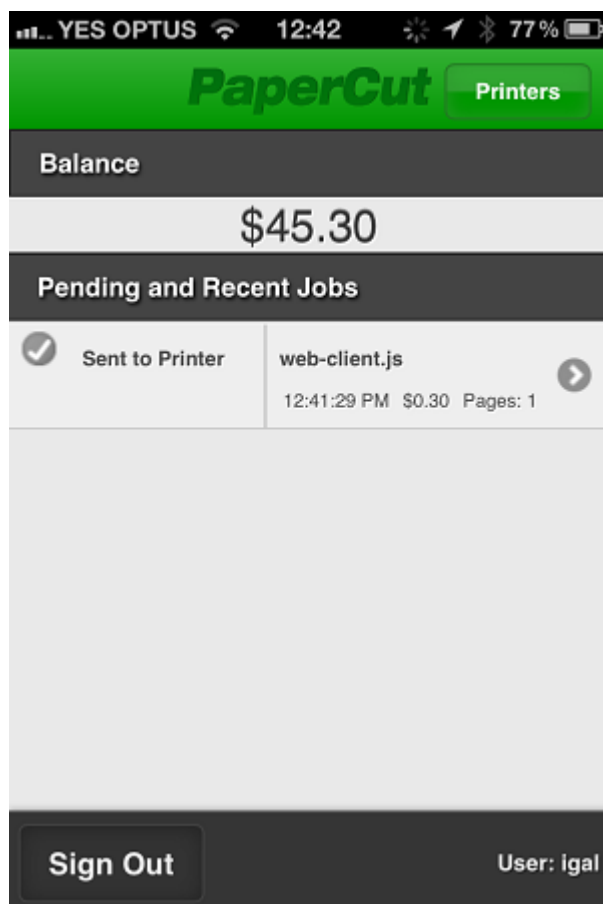 YES OPTUS 12:42 77%
PaperCut Printers
Balance
$45.30
Pending and Recent Jobs
Sent to Printer web-client.js
12:41:29 PM $0.30 Pages: 1
Sign Out User: igal